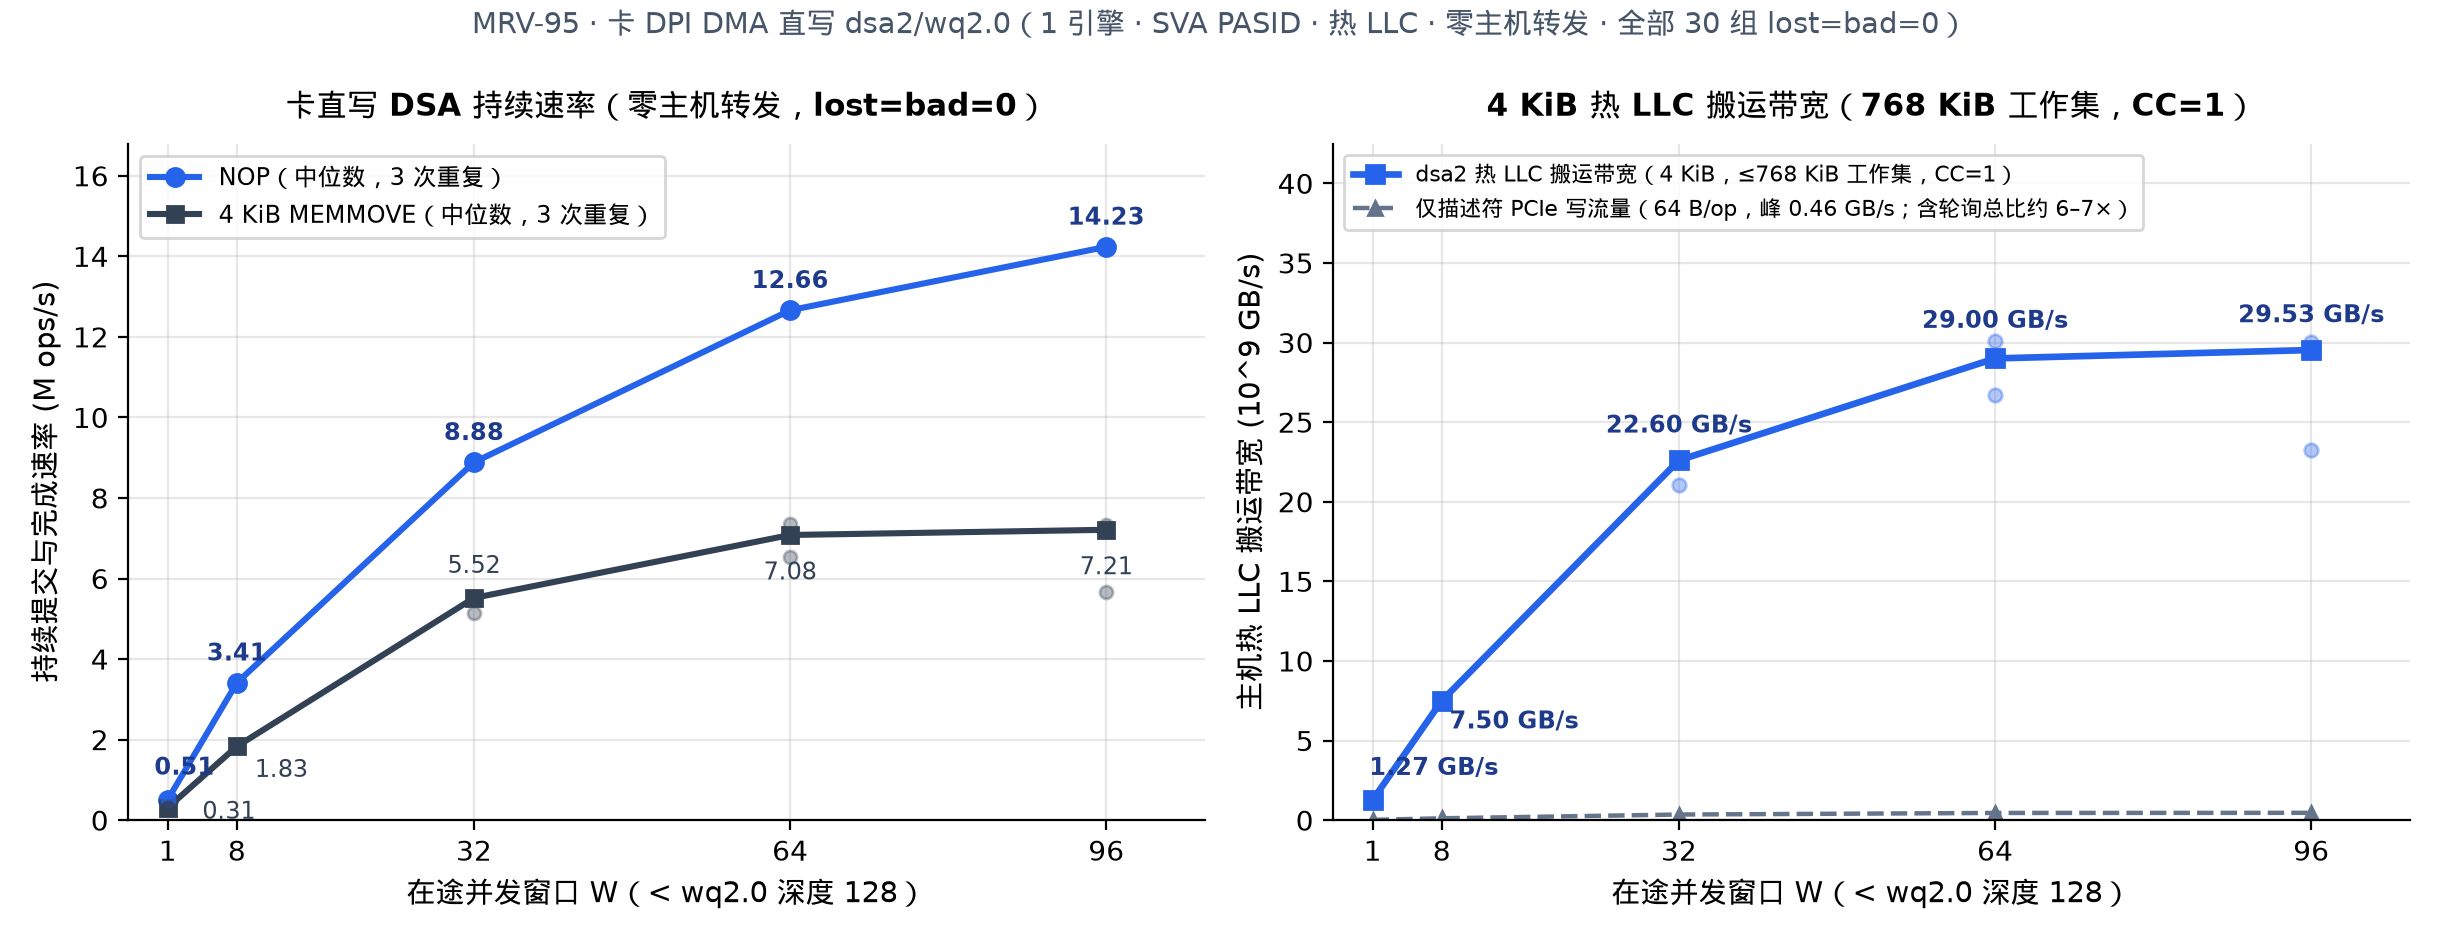 MRV-95 · 卡 DPI DMA 直写 dsa2/wq2.0（1 引擎 · SVA PASID · 热 LLC · 零主机转发 · 全部 30 组 lost=bad=0）
卡直写 DSA 持续速率（零主机转发，lost=bad=0）
NOP（中位数，3 次重复）
4 KiB MEMMOVE（中位数，3 次重复）
持续提交与完成速率 (M ops/s)
16
14
12
10
8
6
4
2
0
0.51
3.41
8.88
12.66
14.23
0.31
1.83
5.52
7.08
7.21
1
8
32
64
96
在途并发窗口 W（< wq2.0 深度 128）
4 KiB 热 LLC 搬运带宽（768 KiB 工作集，CC=1）
dsa2 热 LLC 搬运带宽（4 KiB，≤768 KiB 工作集，CC=1）
仅描述符 PCIe 写流量（64 B/op，峰 0.46 GB/s；含轮询总比约 6–7×）
主机热 LLC 搬运带宽 (10^9 GB/s)
40
35
30
25
20
15
10
5
0
1.27 GB/s
7.50 GB/s
22.60 GB/s
29.00 GB/s
29.53 GB/s
1
8
32
64
96
在途并发窗口 W（< wq2.0 深度 128）